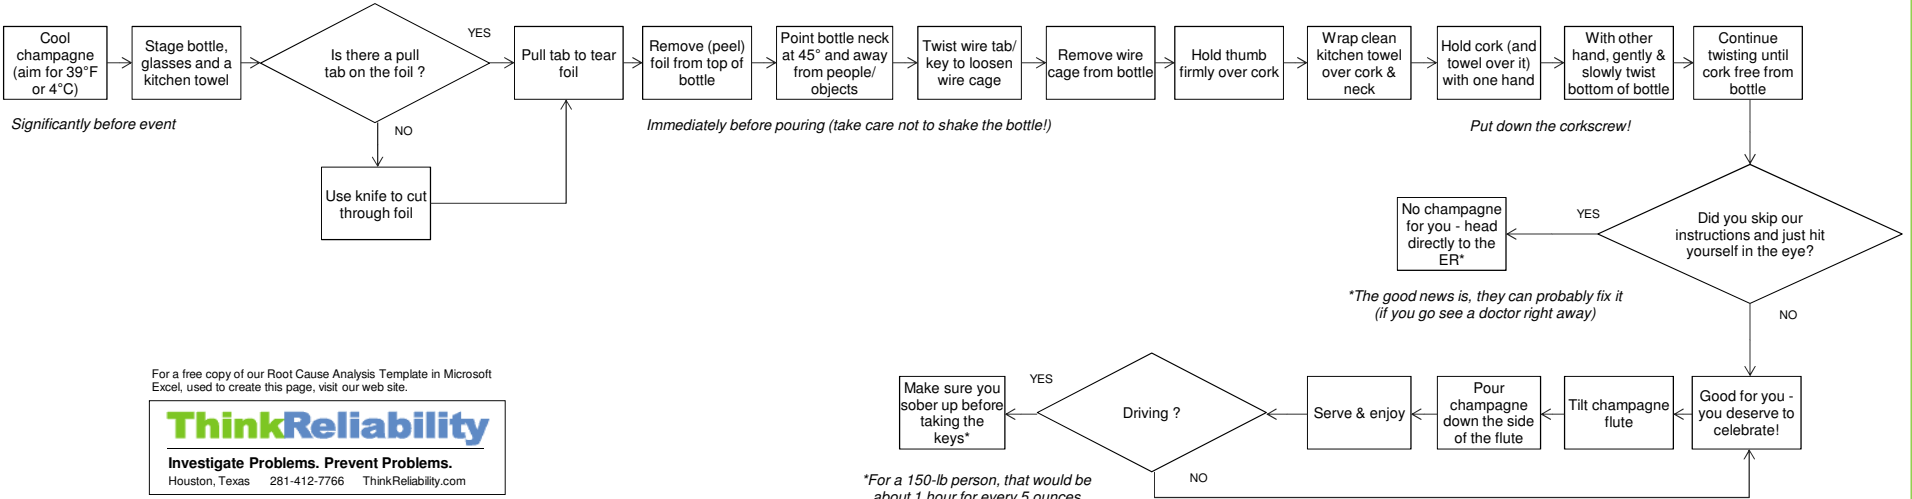 Cool
champagne
(aim for 39°F
or 4°C)
Stage bottle,
glasses and a
kitchen towel
Is there a pull
tab on the foil ?
YES
NO
Use knife to cut
through foil
Pull tab to tear
foil
Remove (peel)
foil from top of
bottle
Point bottle neck
at 45° and away
from people/
objects
Twist wire tab/
key to loosen
wire cage
Remove wire
cage from bottle
Hold thumb
firmly over cork
Wrap clean
kitchen towel
over cork &
neck
Hold cork (and
towel over it)
with one hand
With other
hand, gently &
slowly twist
bottom of bottle
Continue
twisting until
cork free from
bottle
Significantly before event
Immediately before pouring (take care not to shake the bottle!)
Put down the corkscrew!
Did you skip our
instructions and just hit
yourself in the eye?
YES
No champagne
for you - head
directly to the
ER*
*The good news is, they can probably fix it
(if you go see a doctor right away)
NO
Good for you -
you deserve to
celebrate!
Tilt champagne
flute
Pour
champagne
down the side
of the flute
Serve & enjoy
Driving ?
YES
Make sure you
sober up before
taking the
keys*
NO
*For a 150-lb person, that would be
about 1 hour for every 5 ounces
For a free copy of our Root Cause Analysis Template in Microsoft
Excel, used to create this page, visit our web site.
ThinkReliability
Investigate Problems. Prevent Problems.
Houston, Texas 281-412-7766 ThinkReliability.com